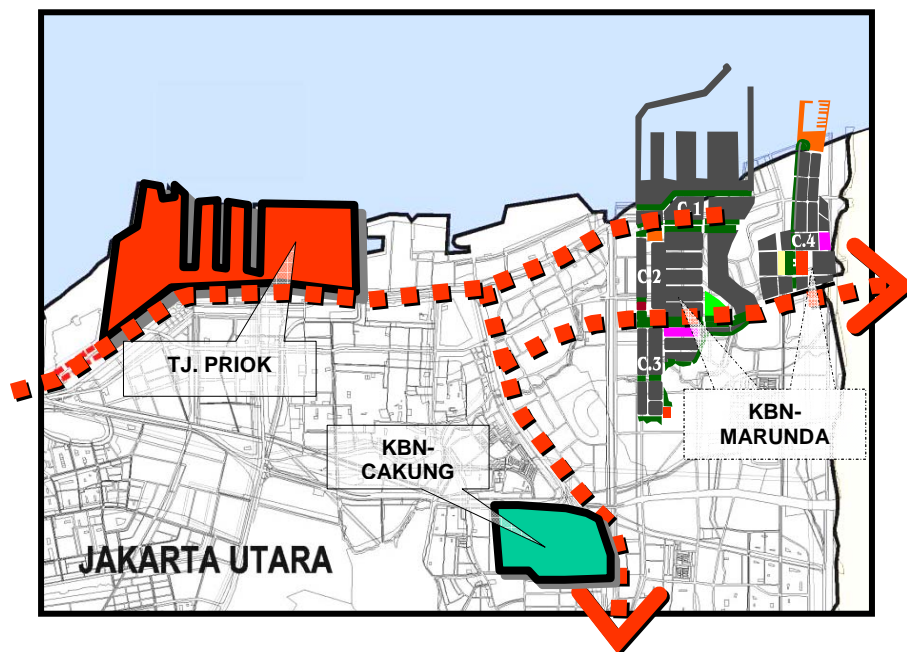 C.1
C.4
C.2
TJ. PRIOK
C.3
KBN-
MARUNDA
KBN-
CAKUNG
JAKARTA UTARA